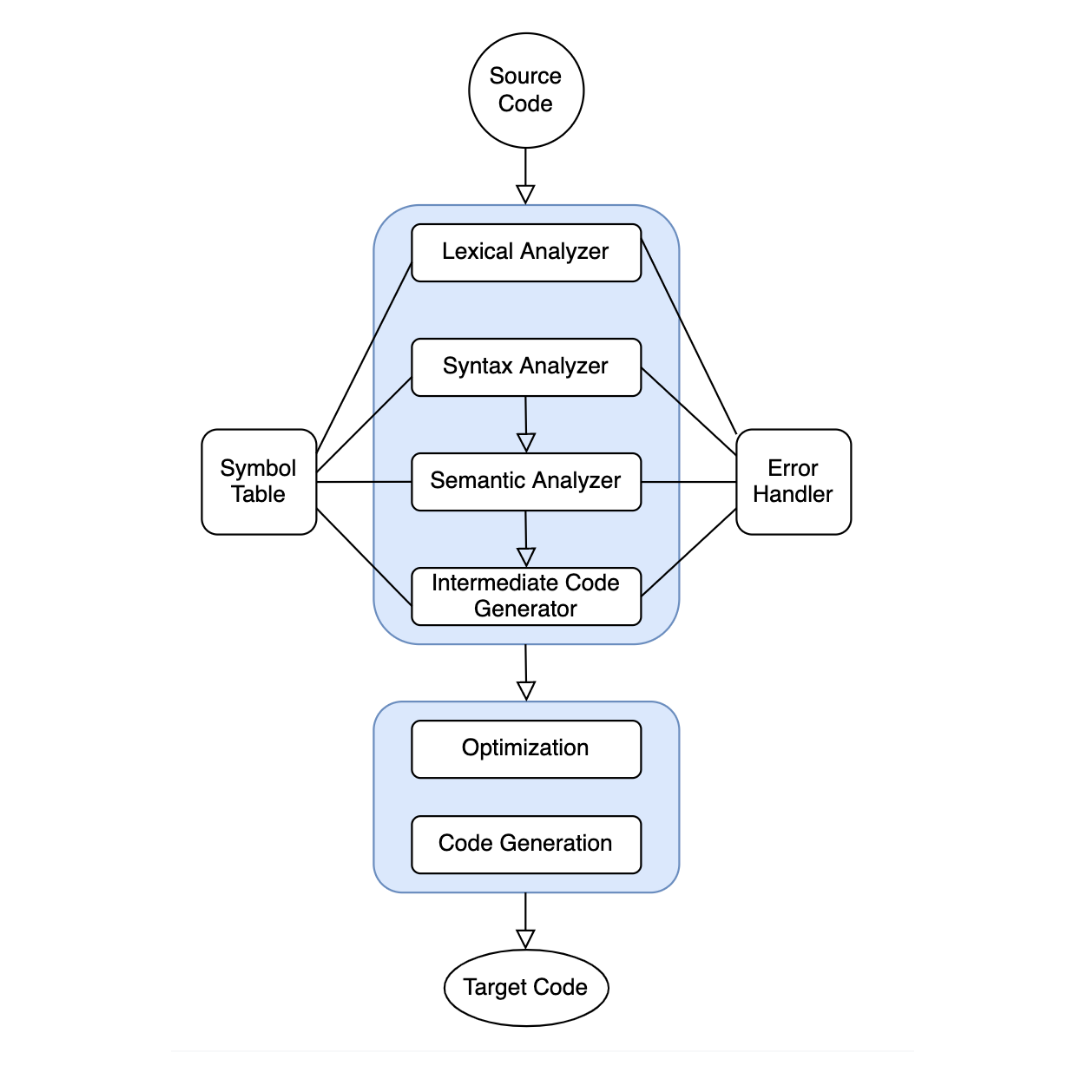 Source
Code
Lexical Analyzer
Syntax Analyzer
Symbol
Table
Semantic Analyzer
Error
Handler
Intermediate Code
Generator
Optimization
Code Generation
Target Code